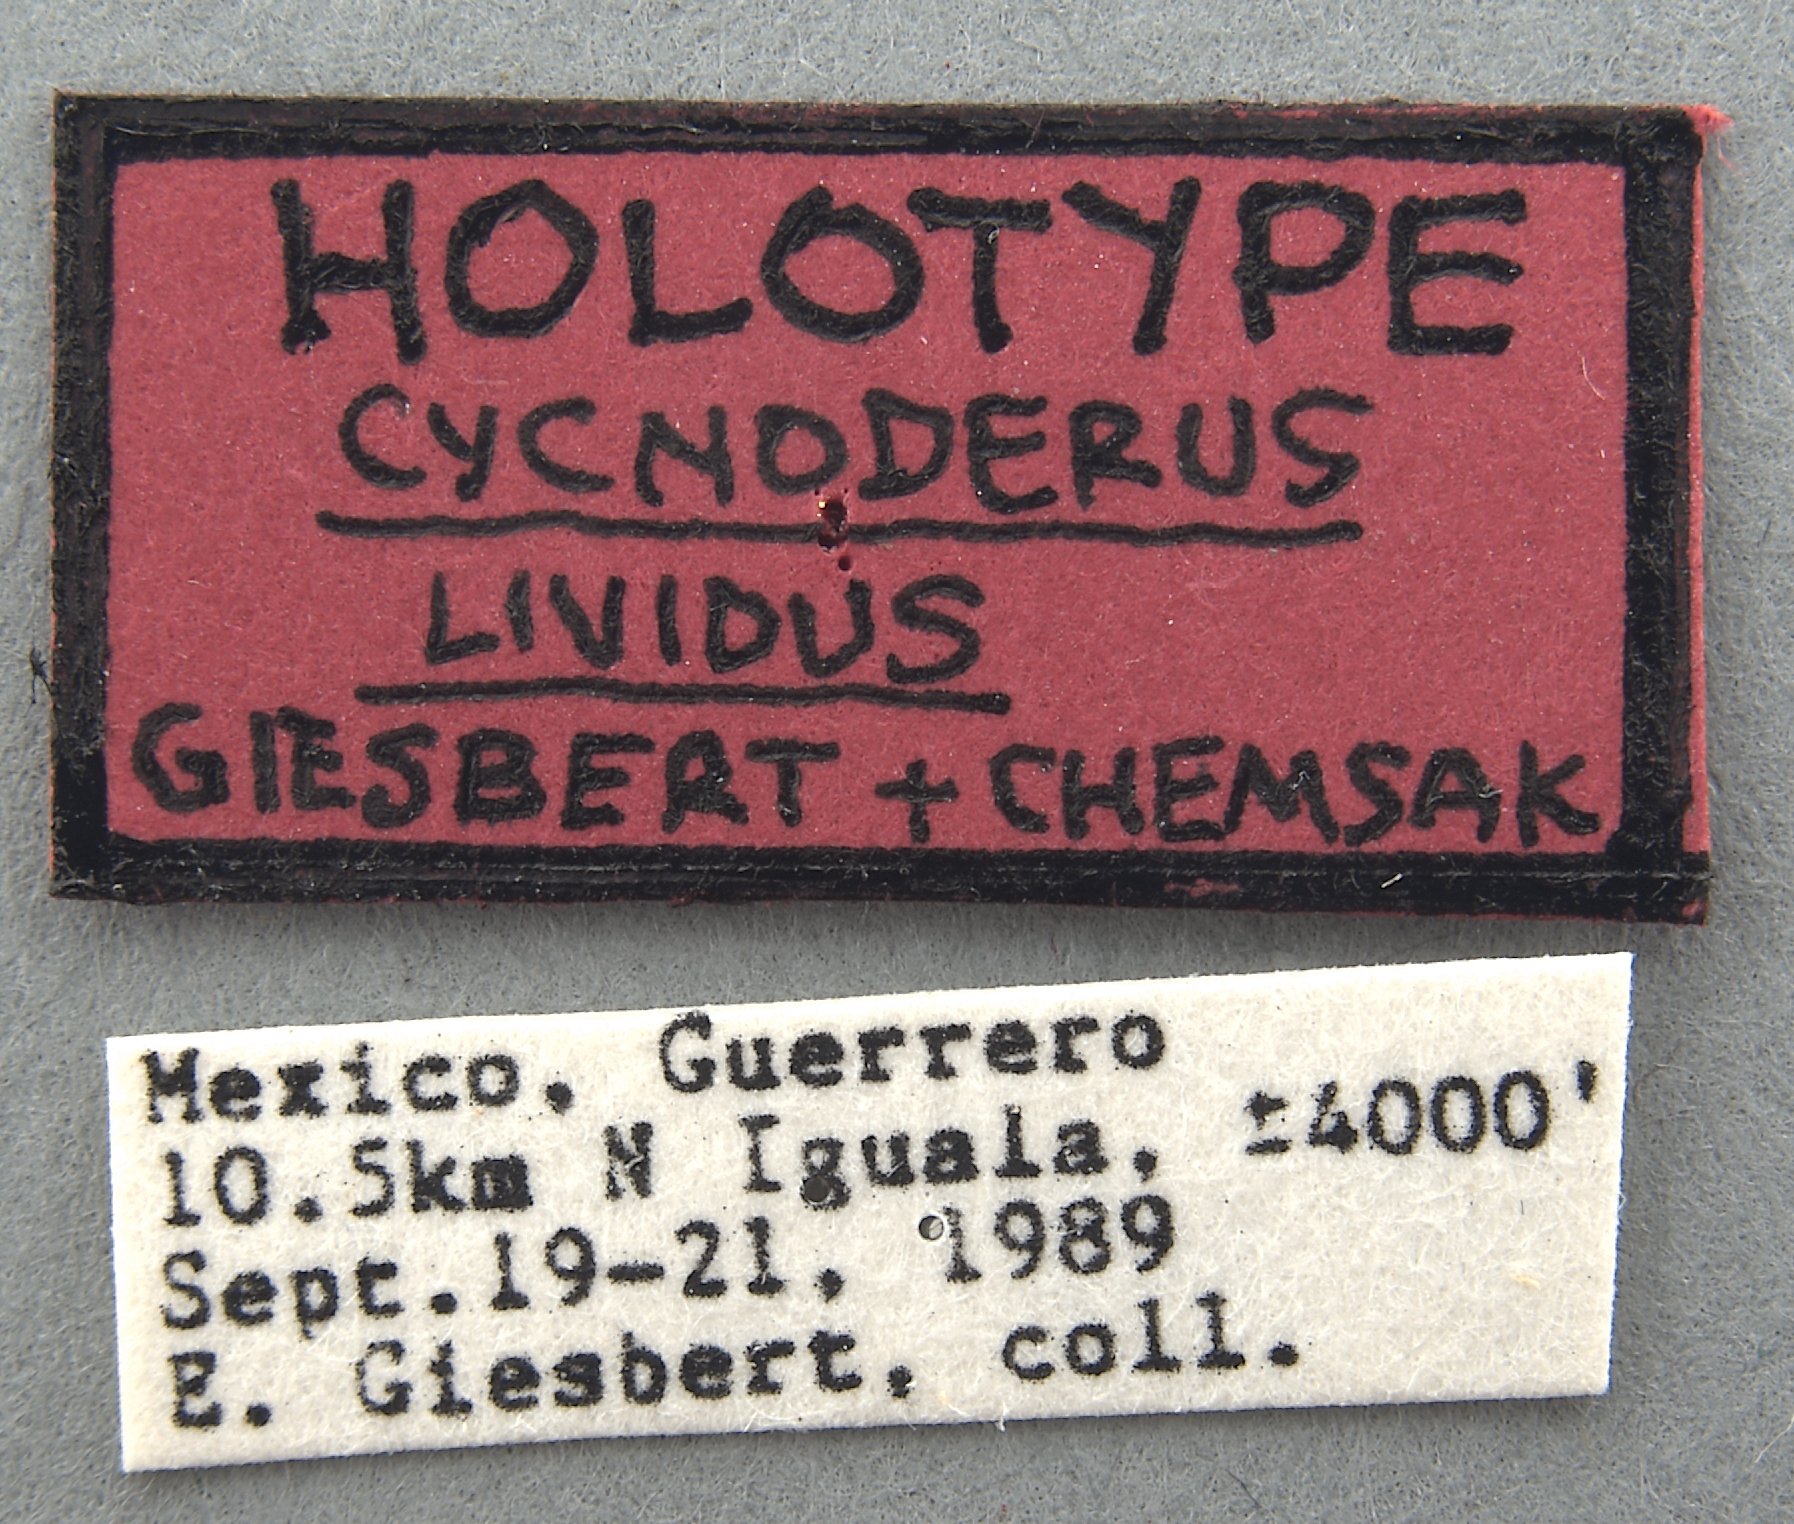 HOLOTYPE
CYCNODERUS
LIVIDUS
GIESBERT + CHEMSAK
Mexico, Guerrero
10.5km N Iguala, ±4000'
Sept.19-21, 1989
E. Giesbert, coll.